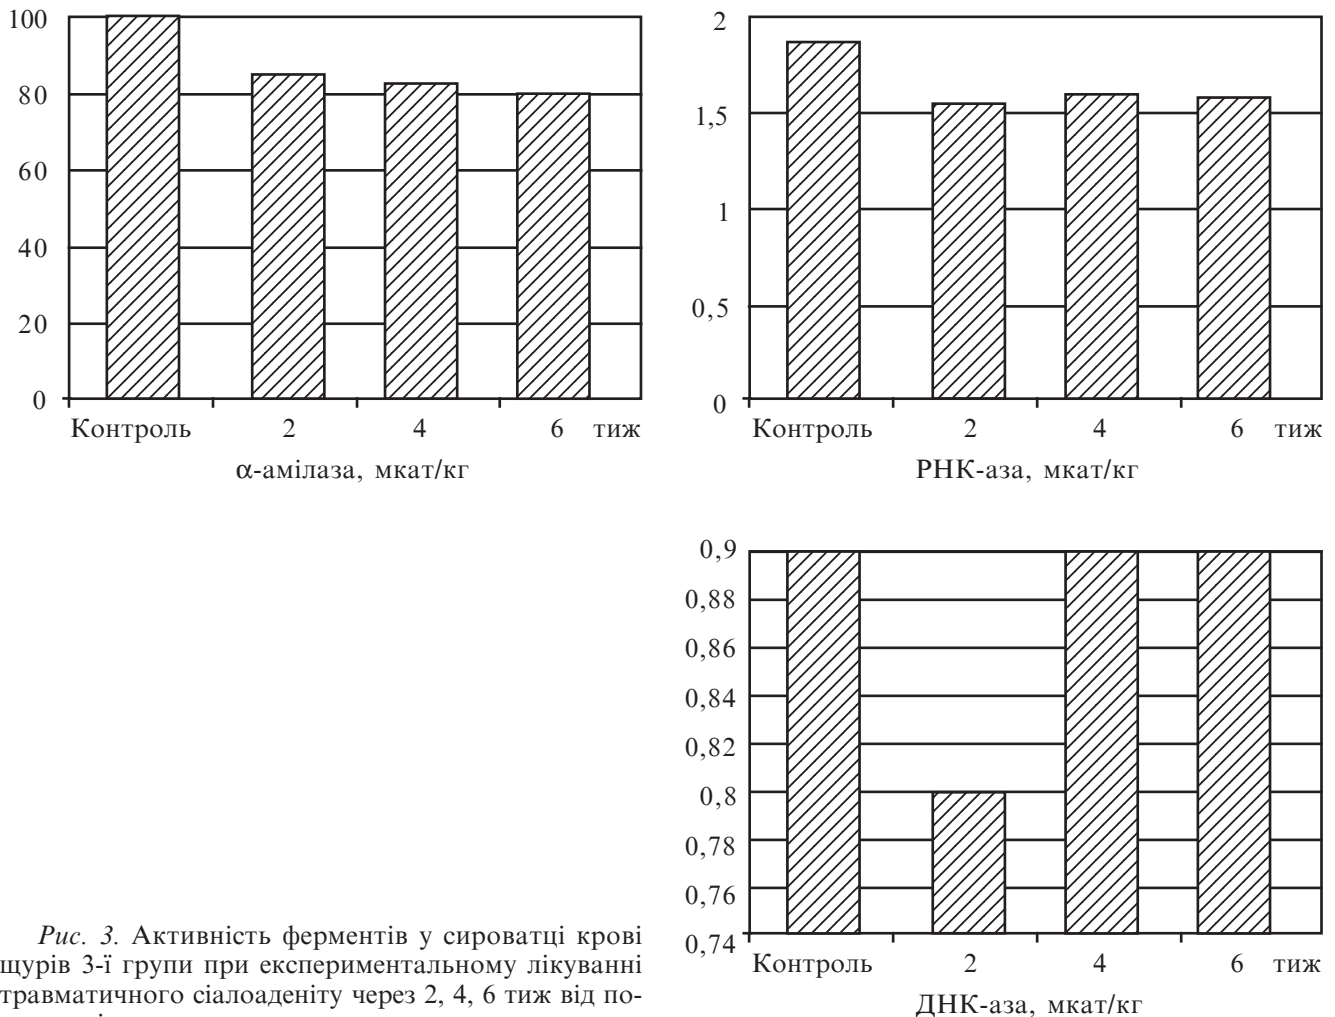 100
80
60
40
20
0
Контроль 2 4 6 тиж
α-амілаза, мкат/кг
2
1,5
1
0,5
0
Контроль 2 4 6 тиж
РНК-аза, мкат/кг
0,9
0,88
0,86
0,84
0,82
0,8
0,78
0,76
0,74
Контроль 2 4 6 тиж
ДНК-аза, мкат/кг
Рис. 3. Активність ферментів у сироватці крові
щурів 3-ї групи при експериментальному лікуванні
травматичного сіалоаденіту через 2, 4, 6 тиж від по-